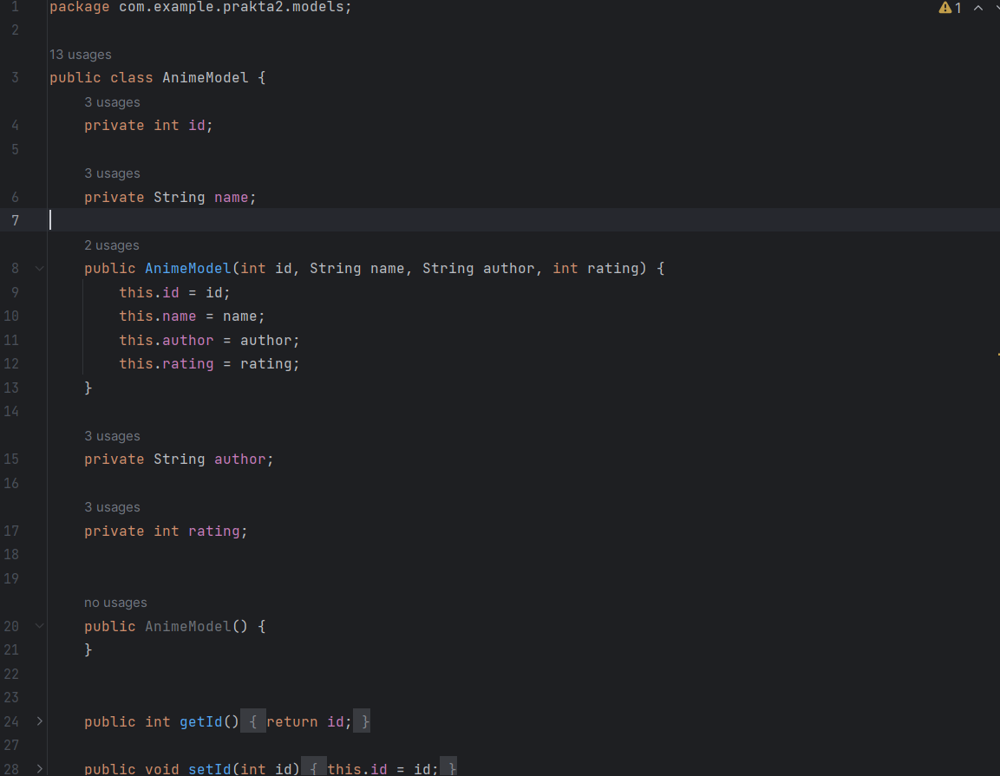 1 package com.example.prakta2.models;
1
2
13 usages
3 public class AnimeModel {
3 usages
4 private int id;
5
3 usages
6 private String name;
7
2 usages
8 public AnimeModel(int id, String name, String author, int rating) {
9 this.id = id;
10 this.name = name;
11 this.author = author;
12 this.rating = rating;
13 }
14
3 usages
15 private String author;
16
3 usages
17 private int rating;
18
19
no usages
20 public AnimeModel() {
21 }
22
23
24 public int getId() { return id; }
27
28 public void setId(int id) { this.id = id; }